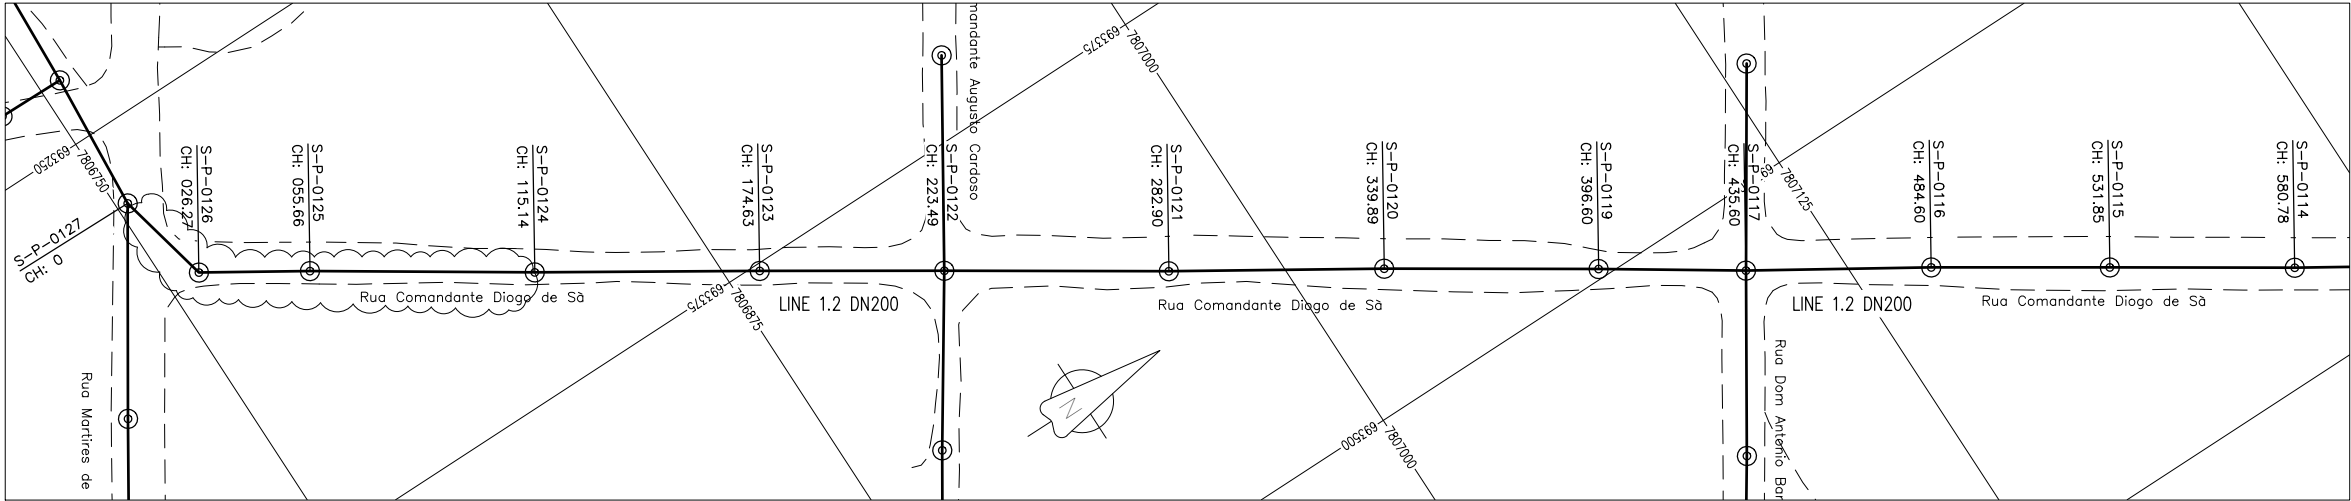 mandante Augusto Cardoso
693375
7807000
693250
7806750
S-P-0127
CH: 0
S-P-0126
CH: 026.27
S-P-0125
CH: 055.66
S-P-0124
CH: 115.14
S-P-0123
CH: 174.63
S-P-0122
CH: 223.49
S-P-0121
CH: 282.90
S-P-0120
CH: 339.89
S-P-0119
CH: 396.60
S-P-0117
CH: 435.60
7807125
S-P-0116
CH: 484.60
S-P-0115
CH: 531.85
S-P-0114
CH: 580.78
Rua Comandante Diogo de Sà
693375
7806875
LINE 1.2 DN200
Rua Comandante Diogo de Sà
LINE 1.2 DN200
Rua Comandante Diogo de Sà
Rua Martires de
N
693500
7807000
Rua Dom Antonio Bar